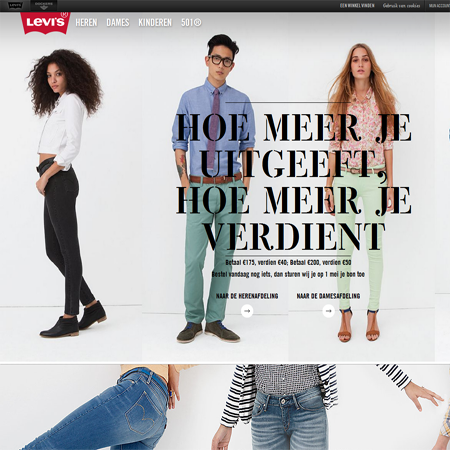 EEN WINKEL VINDEN Gebruik van cookies MIJN ACCOUNT
LEVI'S®
HEREN DAMES KINDEREN 501®
HOE MEER JE
UITGEEFT,
HOE MEER JE
VERDIENT
Betaal €175, verdien €40; Betaal €200, verdien €50
Bestel vandaag nog iets, dan sturen wij je op 1 mei je bon toe
NAAR DE HERENAFDELING NAAR DE DAMESAFDELING